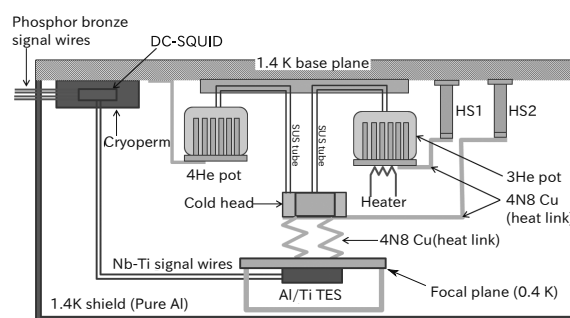 Phosphor bronze
signal wires
DC-SQUID
1.4 K base plane
HS1
HS2
Cryoperm
SUS tube
SUS tube
4He pot
3He pot
Cold head
Heater
4N8 Cu
(heat link)
4N8 Cu(heat link)
Nb-Ti signal wires
Al/Ti TES
Focal plane (0.4 K)
1.4K shield (Pure Al)